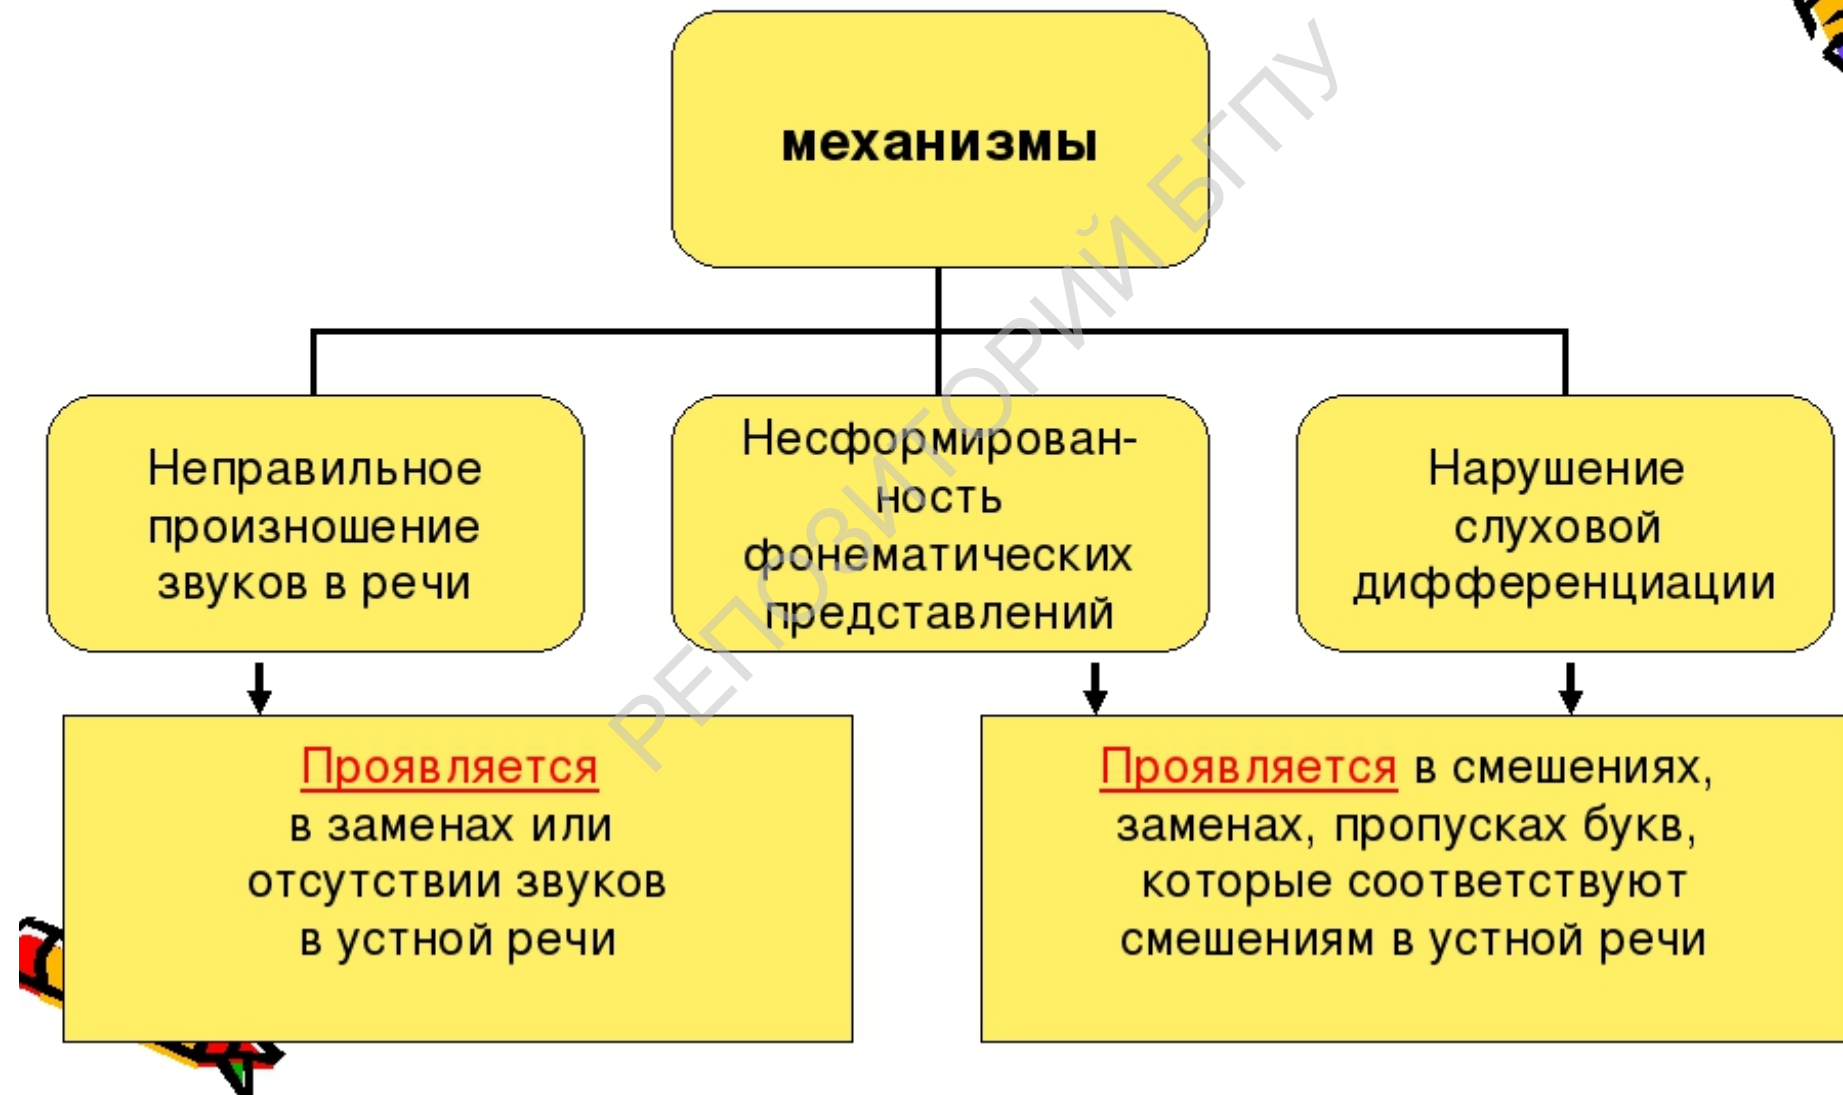 механизмы
Неправильное
произношение
звуков в речи
Несформирован-
ность
фонематических
представлений
Нарушение
слуховой
дифференциации
Проявляется
в заменах или
отсутствии звуков
в устной речи
Проявляется в смешениях,
заменах, пропусках букв,
которые соответствуют
смешениям в устной речи
РЕПОЗИТОРИЙ БГПУ